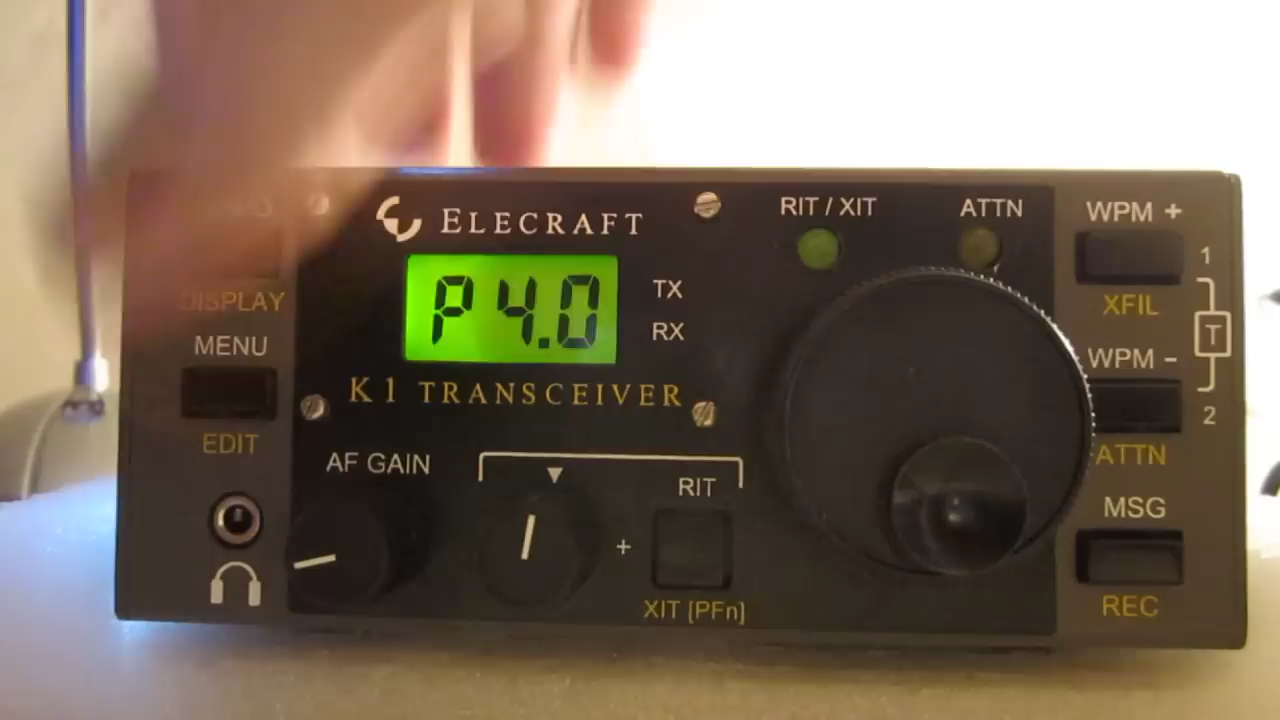 ELECRAFT
P4.0
TX
RX
K1 TRANSCEIVER
RIT / XIT
ATTN
WPM +
1
XFIL
T
WPM -
2
ATTN
MSG
REC
DISPLAY
MENU
EDIT
AF GAIN
RIT
+
XIT [PFn]